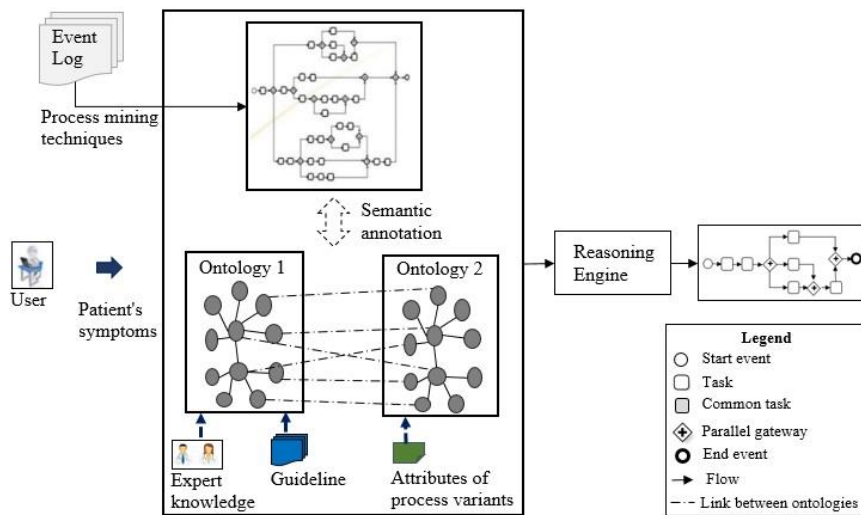 Event
Log
Process mining
techniques
Semantic
annotation
User
Patient's
symptoms
Ontology 1
Ontology 2
Expert
knowledge
Guideline
Attributes of
process variants
Reasoning
Engine
Legend
Start event
Task
Common task
Parallel gateway
End event
Flow
Link between ontologies